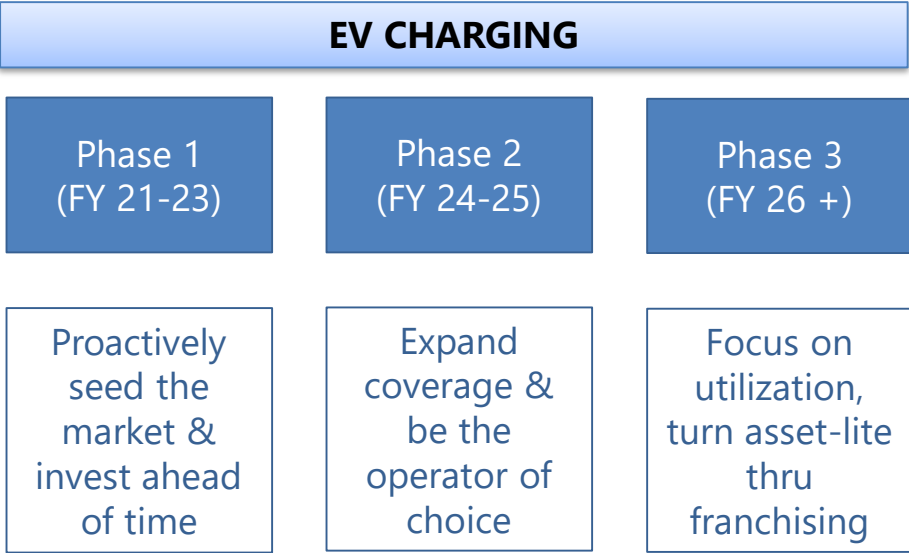 EV CHARGING
Phase 1
(FY 21-23)
Phase 2
(FY 24-25)
Phase 3
(FY 26 +)
Proactively
seed the
market &
invest ahead
of time
Expand
coverage &
be the
operator of
choice
Focus on
utilization,
turn asset-lite
thru
franchising